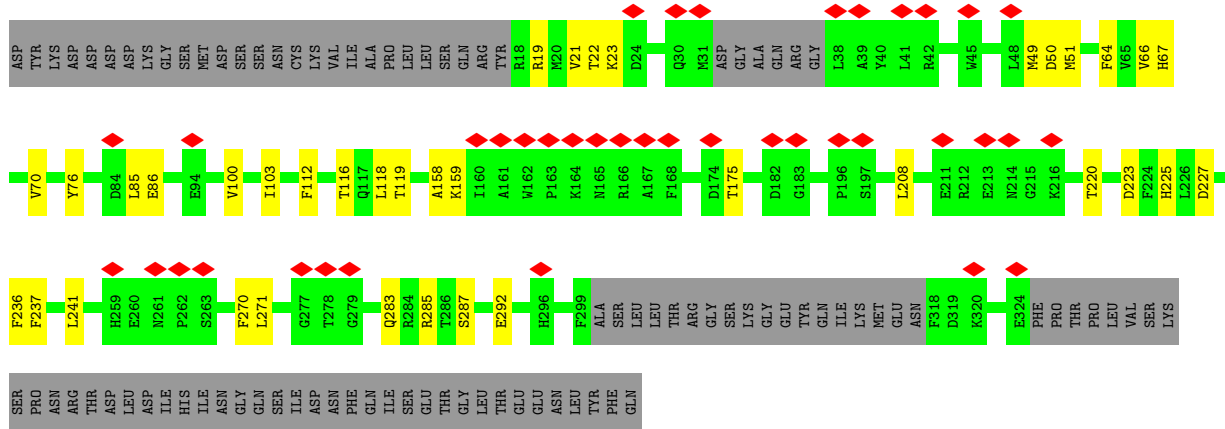 ASP TYR LYS ASP ASP ASP ASP LYS GLY SER MET ASP SER SER ASN CYS LYS VAL ILE ALA PRO LEU LEU SER GLN ARG TYR R18 R19 M20 V21 T22 K23 D24 Q30 M31 ASP GLY ALA GLN ARG GLY L38 A39 Y40 L41 R42 W45 L48 M49 D50 M51 F64 V65 V66 H67
V70 Y76 D84 L85 E86 E94 V100 I103 F112 T116 Q117 L118 T119 A158 K159 I160 A161 W162 P163 K164 N165 R166 A167 F168 D174 T175 D182 G183 P196 S197 L208 E211 R212 E213 N214 G215 K216 T220 D223 F224 H225 L226 D227
F236 F237 L241 H259 E260 N261 P262 S263 F270 L271 G277 T278 G279 Q283 R284 R285 T286 S287 E292 H296 F299 ALA SER LEU LEU THR ARG GLY SER LYS GLY GLU TYR GLN ILE LYS MET GLU ASN F318 D319 K320 E324 PHE PRO THR PRO LEU VAL SER LYS
SER PRO ASN ARG THR ASP LEU ASP ILE HIS ILE ASN GLY GLN SER ILE ASP ASN PHE GLN ILE SER GLU THR GLY LEU THR GLU GLU ASN LEU TYR PHE GLN